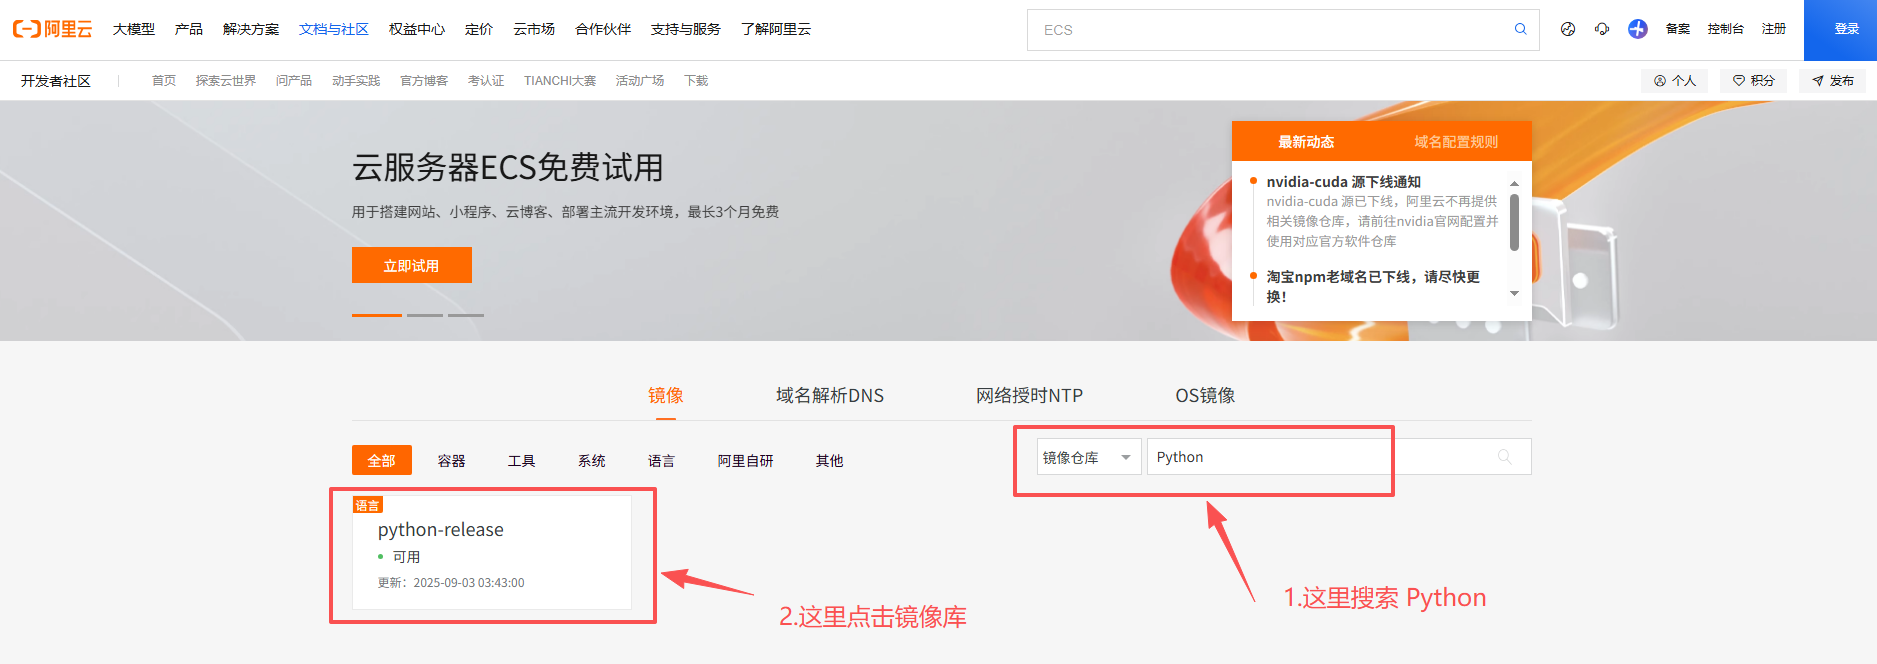 阿里云
大模型 产品 解决方案 文档与社区 权益中心 定价 云市场 合作伙伴 支持与服务 了解阿里云
ECS
备案 控制台 注册 登录
开发者社区 首页 探索云世界 问产品 动手实践 官方博客 考认证 TIANCHI大赛 活动广场 下载
个人 积分 发布
云服务器ECS免费试用
用于搭建网站、小程序、云博客、部署主流开发环境，最长3个月免费
立即试用
最新动态 域名配置规则
nvidia-cuda 源下线通知
nvidia-cuda 源已下线，阿里云不再提供
相关镜像仓库，请前往nvidia官网配置并
使用对应官方软件仓库
淘宝npm老域名已下线，请尽快更
换！
镜像 域名解析DNS 网络授时NTP OS镜像
全部 容器 工具 系统 语言 阿里自研 其他
镜像仓库 Python
语言
python-release
可用
更新：2025-09-03 03:43:00
1.这里搜索 Python
2.这里点击镜像库